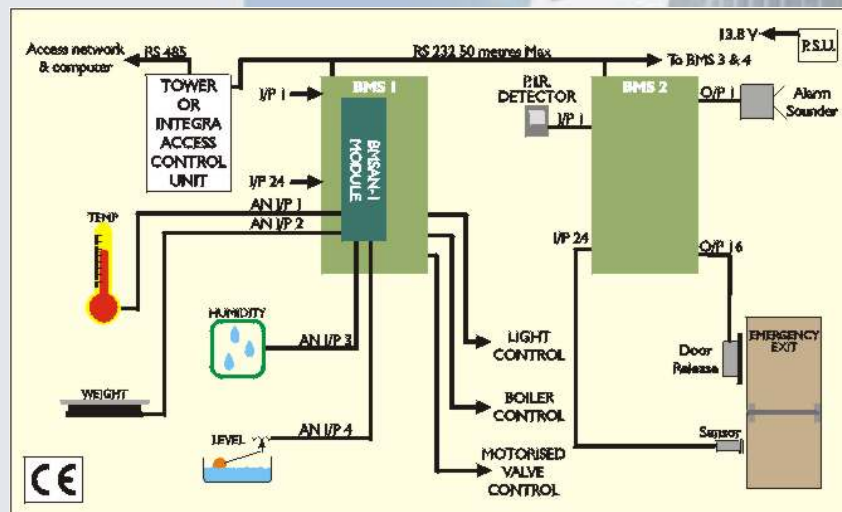 Access network
& computer
RS 485
RS 232 50 metres Max
To BMS 3 & 4
13.8 V
P.S.U.
TOWER
OR
INTEGRA
ACCESS
CONTROL
UNIT
I/P 1
I/P 24
BMS 1
BMSAN-1
MODULE
P.I.R.
DETECTOR
I/P 1
BMS 2
O/P 1
Alarm
Sounder
AN I/P 1
AN I/P 2
TEMP
I/P 24
O/P 16
HUMIDITY
AN I/P 3
LIGHT
CONTROL
Door
Release
EMERGENCY
EXIT
WEIGHT
BOILER
CONTROL
LEVEL
AN I/P 4
Sensor
MOTORISED
VALVE
CONTROL
CE